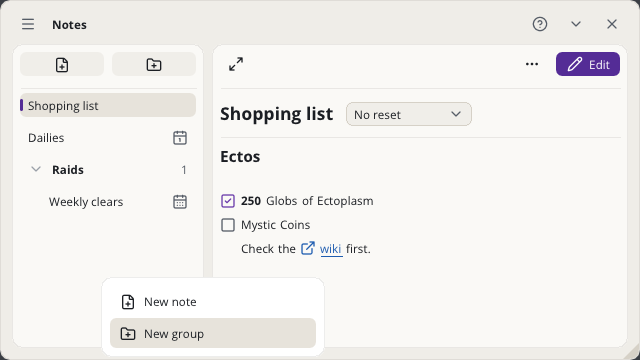 Notes
Edit
Shopping list
Dailies
Raids 1
Weekly clears
Shopping list No reset
Ectos
250 Globs of Ectoplasm
Mystic Coins
Check the wiki first.
New note
New group